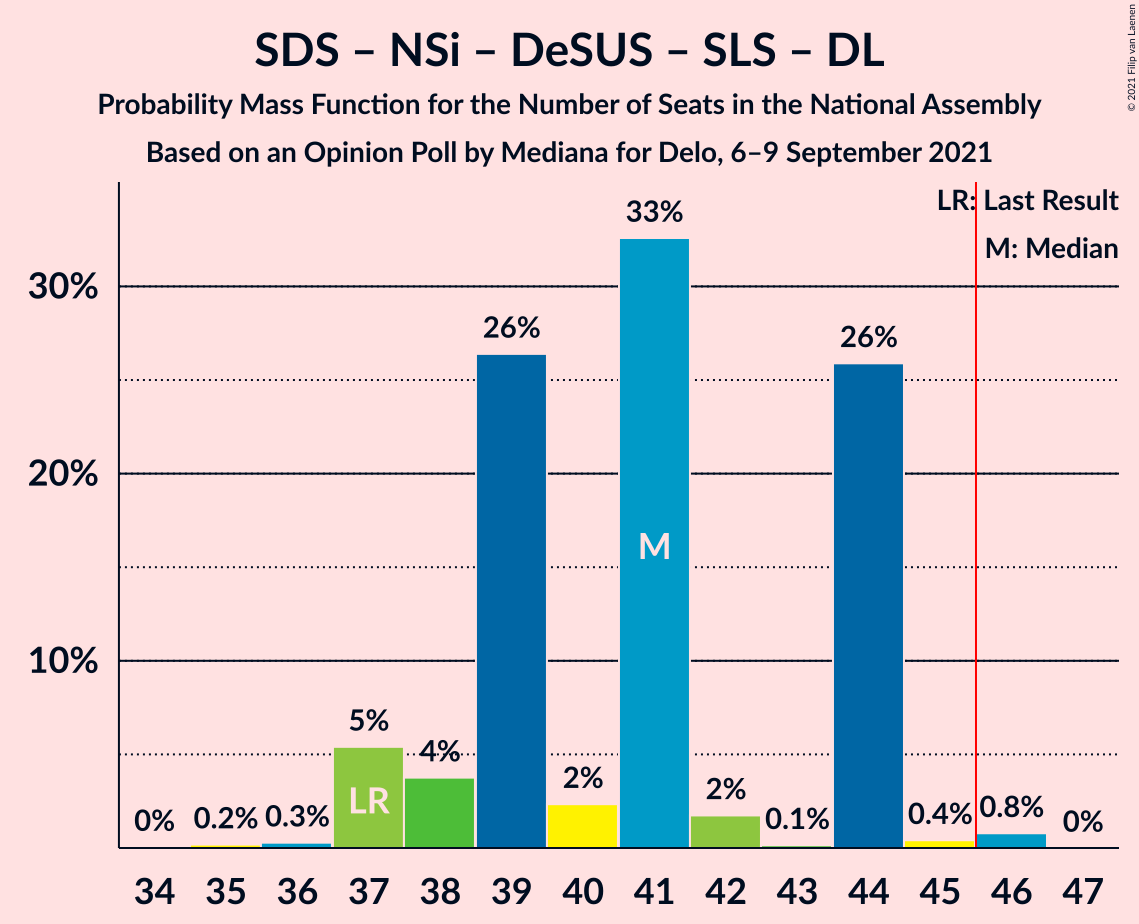 SDS – NSi – DeSUS – SLS – DL
Probability Mass Function for the Number of Seats in the National Assembly
Based on an Opinion Poll by Mediana for Delo, 6–9 September 2021
© 2021 Filip van Laenen
LR: Last Result
M: Median
30%
20%
10%
0%
0.2%
0.3%
5%
4%
26%
2%
33%
2%
0.1%
26%
0.4%
0.8%
0%
LR
M
34 35 36 37 38 39 40 41 42 43 44 45 46 47